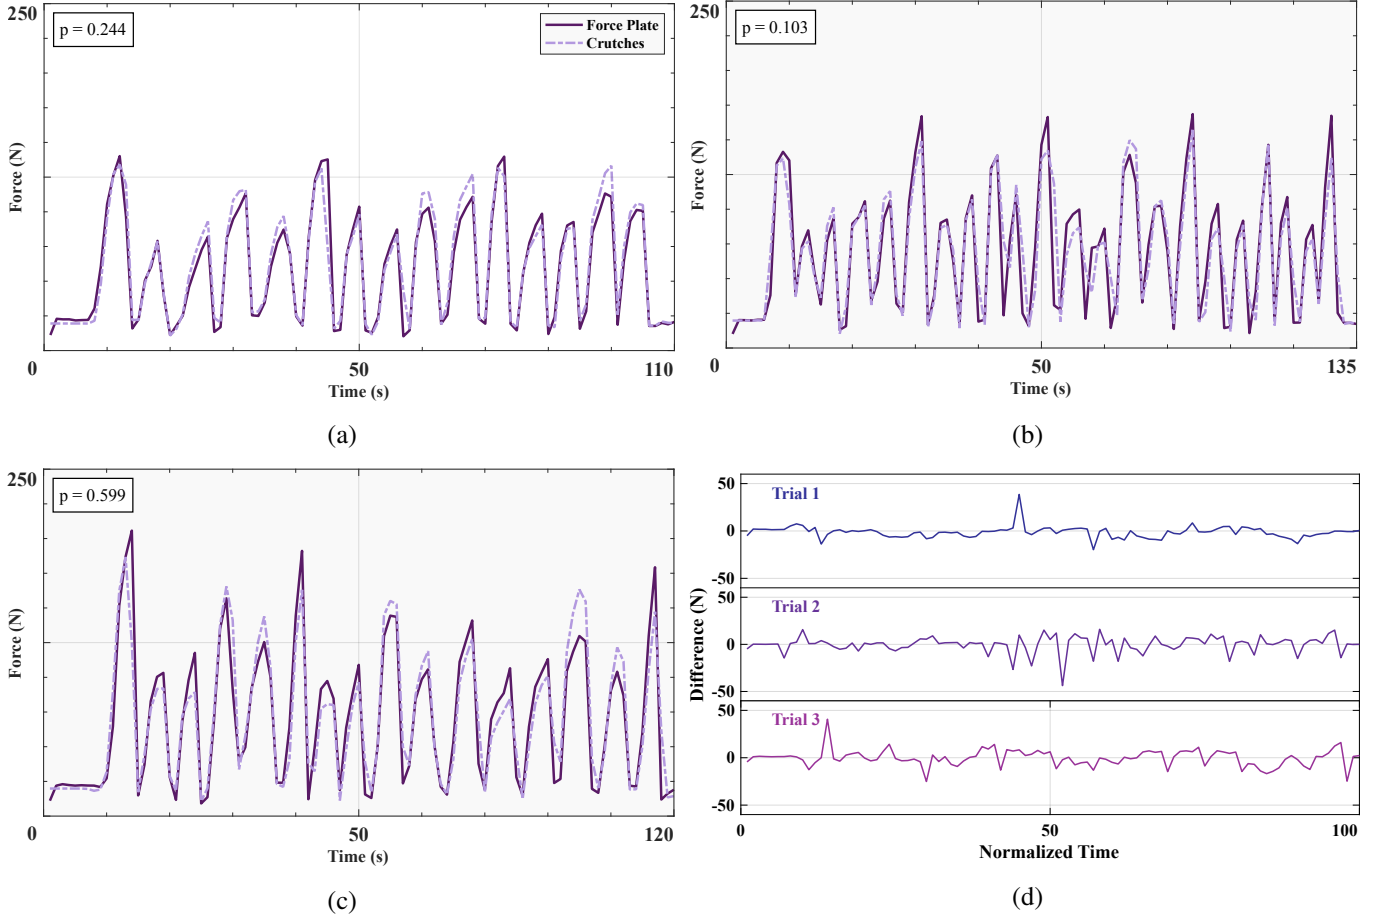 250
p = 0.244
Force Plate
Crutches
Force (N)
0
50
110
Time (s)
(a)
250
p = 0.103
Force (N)
0
50
135
Time (s)
(b)
250
p = 0.599
Force (N)
0
50
120
Time (s)
(c)
50
Trial 1
0
-50
50
Trial 2
0
-50
50
Trial 3
0
-50
Difference (N)
0
50
100
Normalized Time
(d)